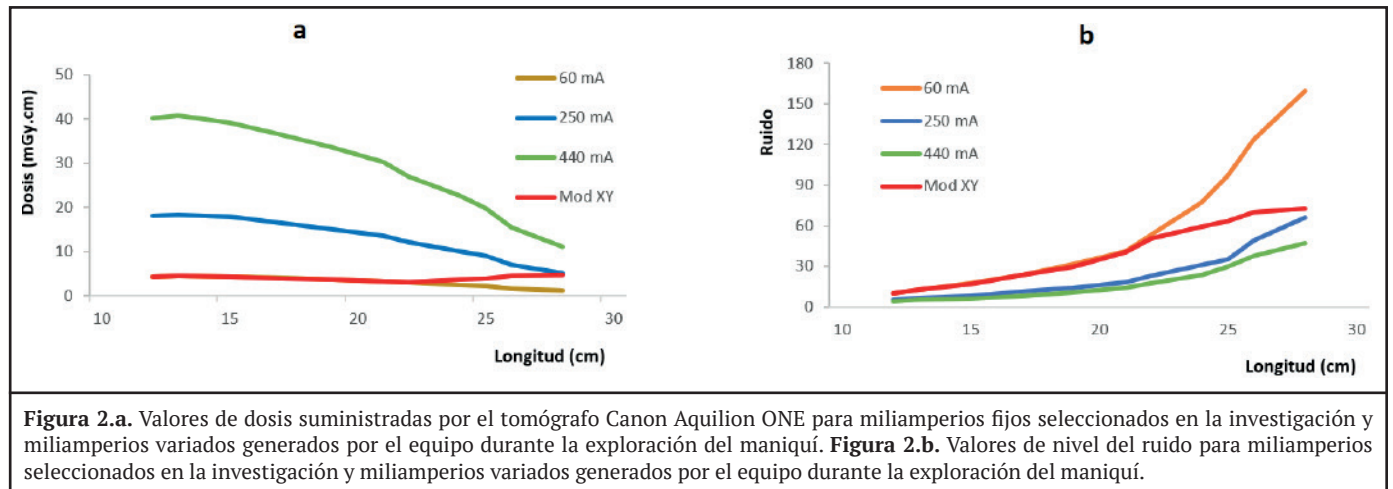 a
50
40
30
20
10
0
Dosis (mGy.cm)
60 mA
250 mA
440 mA
Mod XY
10 15 20 25 30
Longitud (cm)
b
180
150
120
90
60
30
0
Ruido
60 mA
250 mA
440 mA
Mod XY
10 15 20 25 30
Longitud (cm)
Figura 2.a. Valores de dosis suministradas por el tomógrafo Canon Aquilion ONE para miliamperios fijos seleccionados en la investigación y
miliamperios variados generados por el equipo durante la exploración del maniquí. Figura 2.b. Valores de nivel del ruido para miliamperios
seleccionados en la investigación y miliamperios variados generados por el equipo durante la exploración del maniquí.